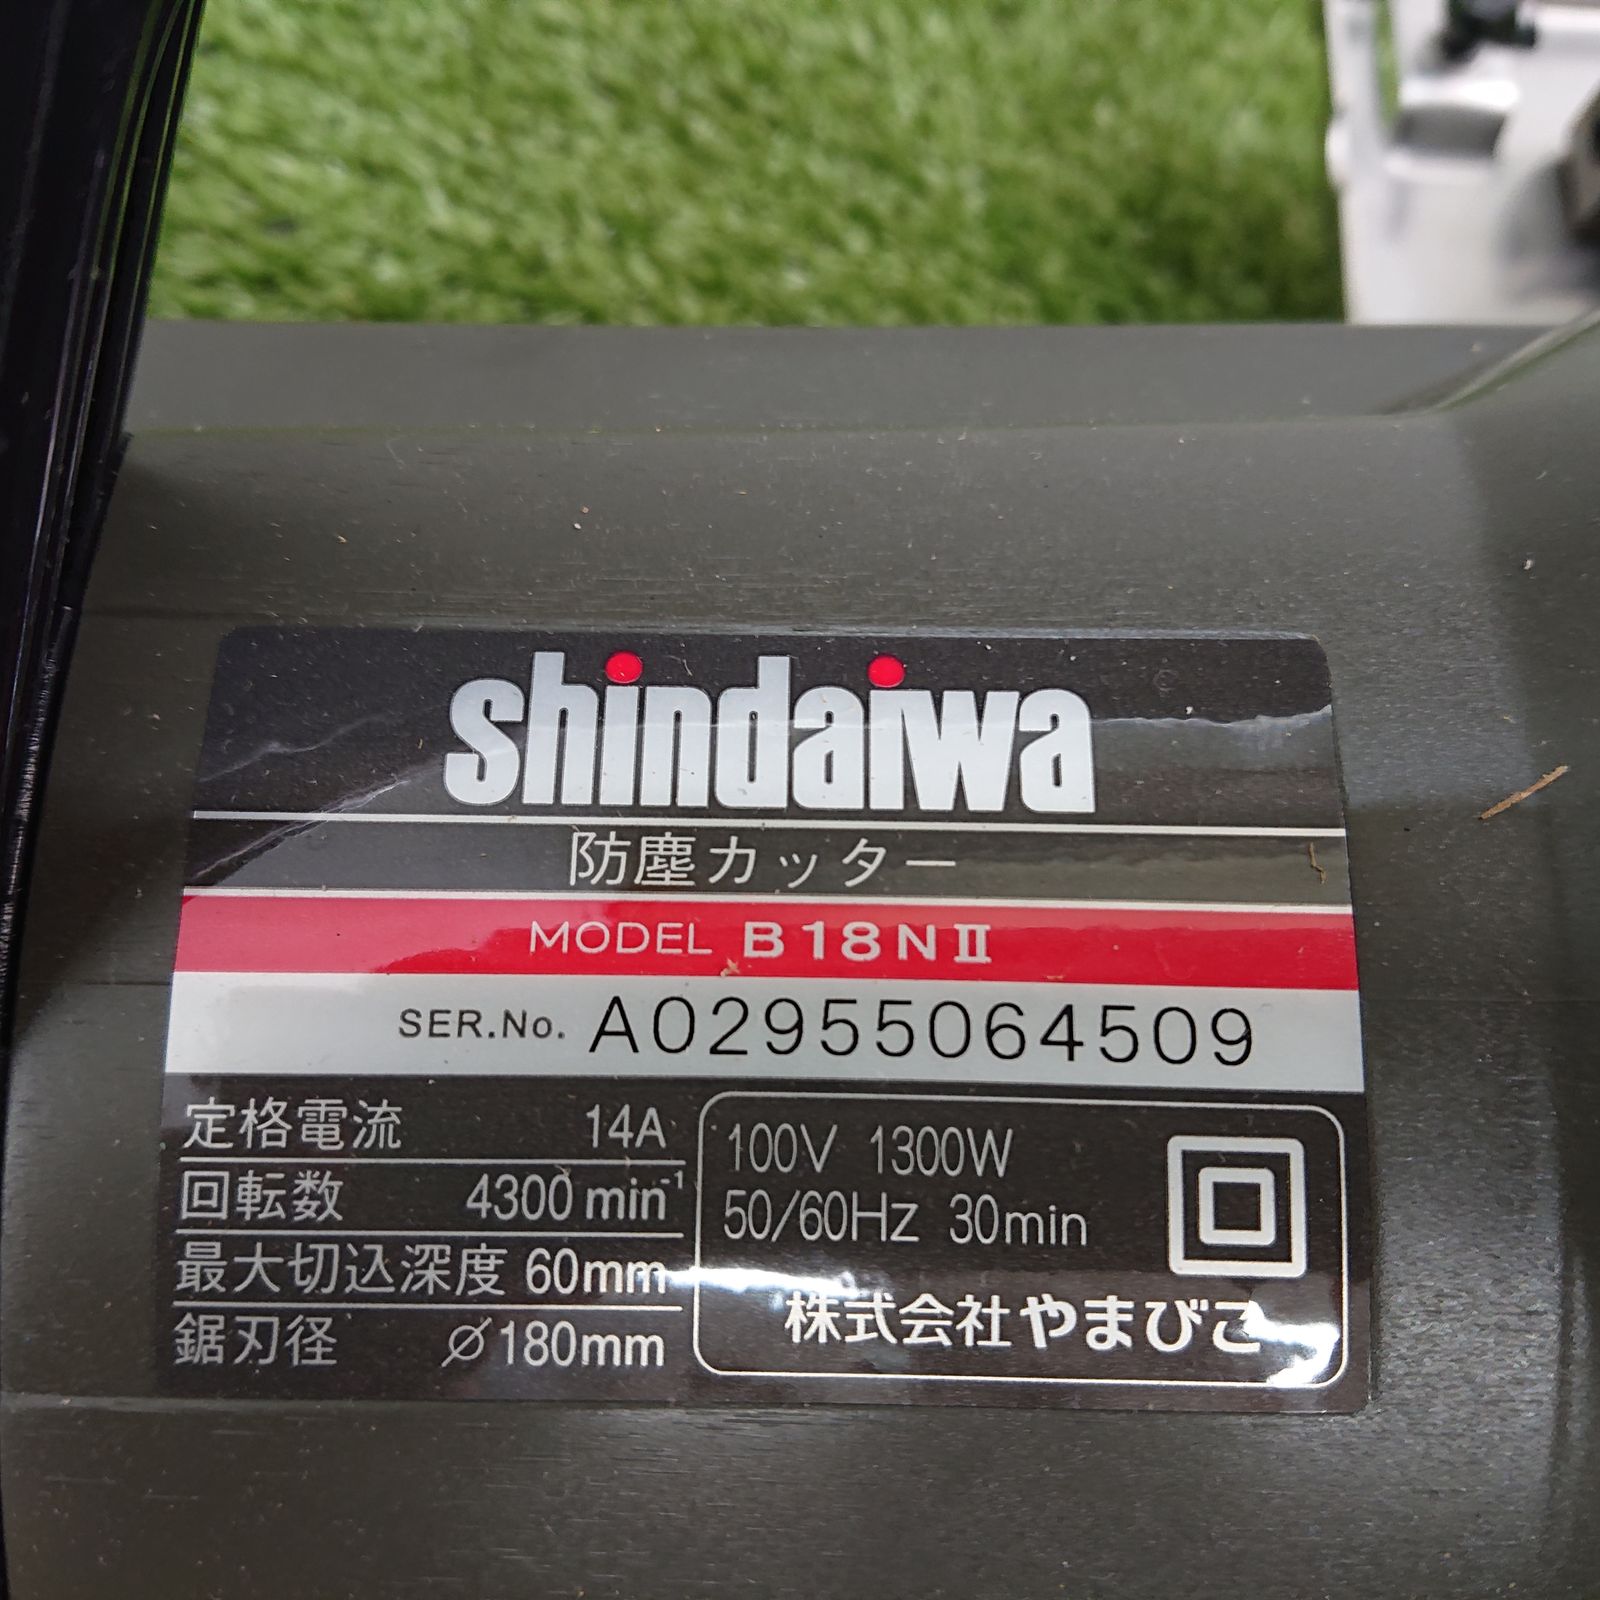 shindaiwa
防塵カッター
MODEL B18NⅡ
SER.No. A02955064509
定格電流 14A
回転数 4300 min⁻¹
最大切込深度 60mm
鋸刃径 ∅180mm
100V 1300W
50/60Hz 30min
株式会社やまびこ